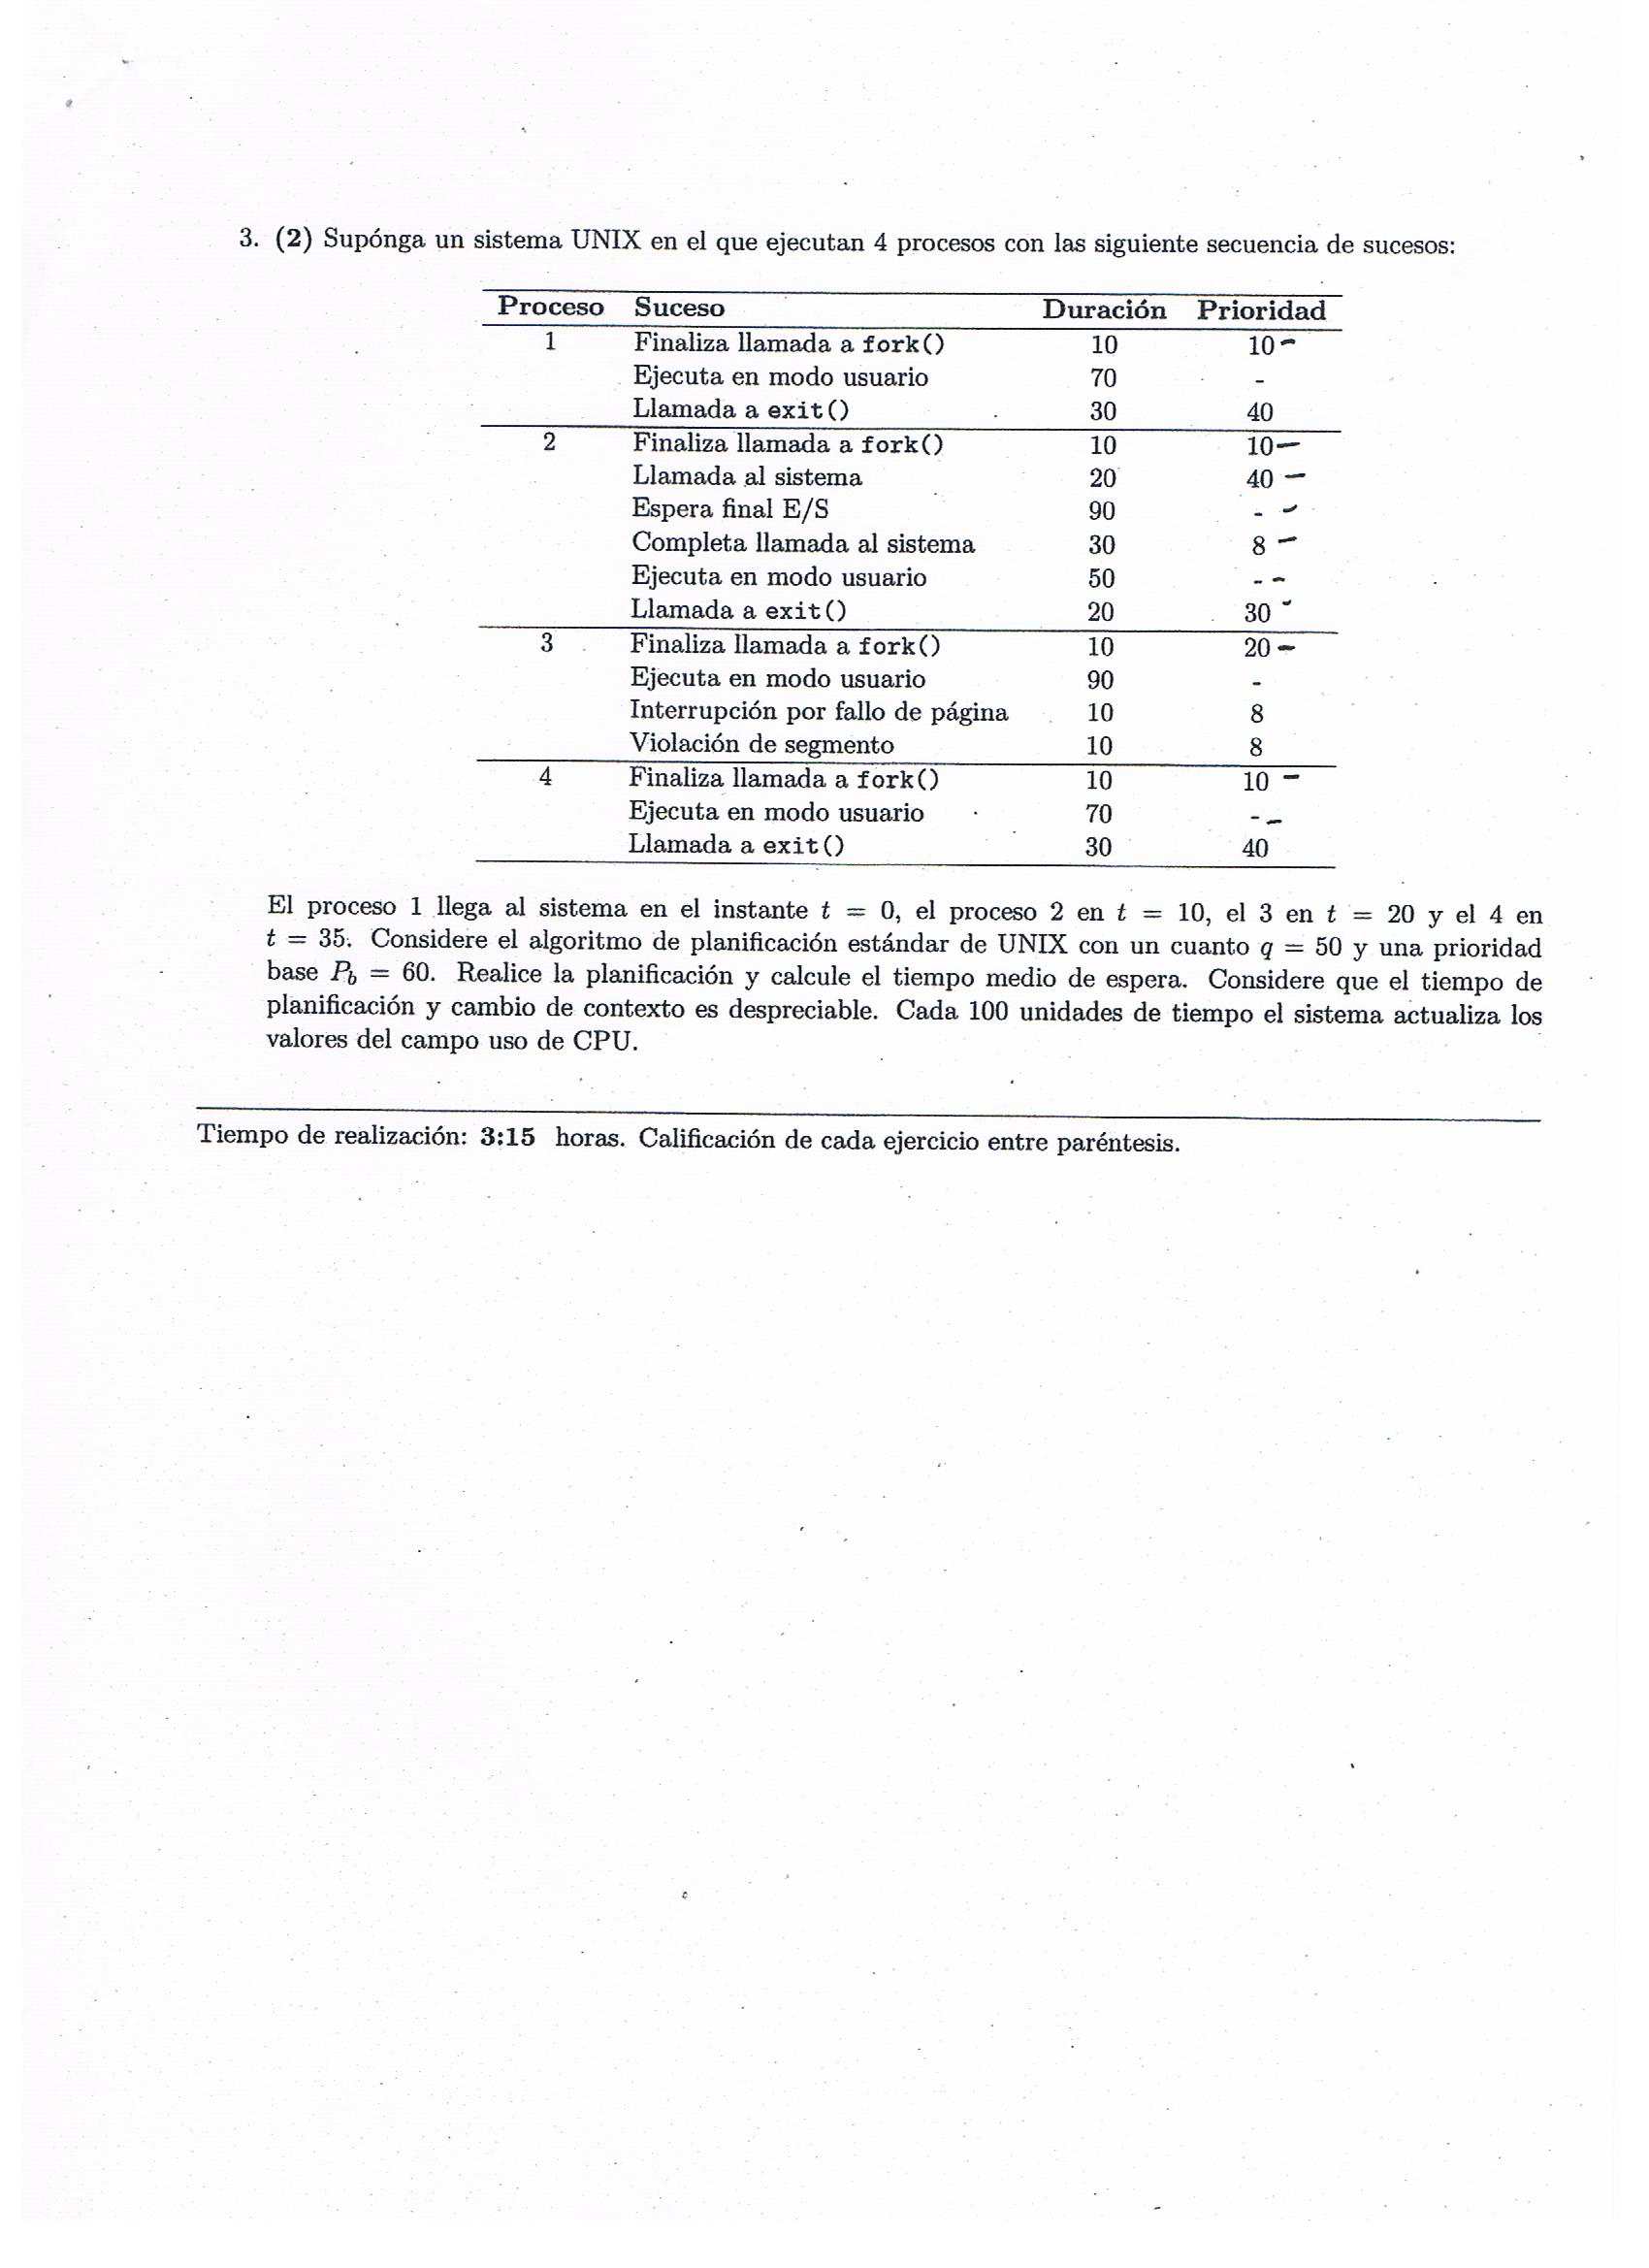 3. (2) Supónga un sistema UNIX en el que ejecutan 4 procesos con las siguiente secuencia de sucesos:
Proceso Suceso Duración Prioridad
1 Finaliza llamada a fork() 10 10
Ejecuta en modo usuario 70 -
Llamada a exit() 30 40
2 Finaliza llamada a fork() 10 10
Llamada al sistema 20 40
Espera final E/S 90 -
Completa llamada al sistema 30 8
Ejecuta en modo usuario 50 -
Llamada a exit() 20 30
3 Finaliza llamada a fork() 10 20
Ejecuta en modo usuario 90 -
Interrupción por fallo de página 10 8
Violación de segmento 10 8
4 Finaliza llamada a fork() 10 10
Ejecuta en modo usuario 70 -
Llamada a exit() 30 40
El proceso 1 llega al sistema en el instante t = 0, el proceso 2 en t = 10, el 3 en t = 20 y el 4 en
t = 35. Considere el algoritmo de planificación estándar de UNIX con un cuanto q = 50 y una prioridad
base Pb = 60. Realice la planificación y calcule el tiempo medio de espera. Considere que el tiempo de
planificación y cambio de contexto es despreciable. Cada 100 unidades de tiempo el sistema actualiza los
valores del campo uso de CPU.
Tiempo de realización: 3:15 horas. Calificación de cada ejercicio entre paréntesis.